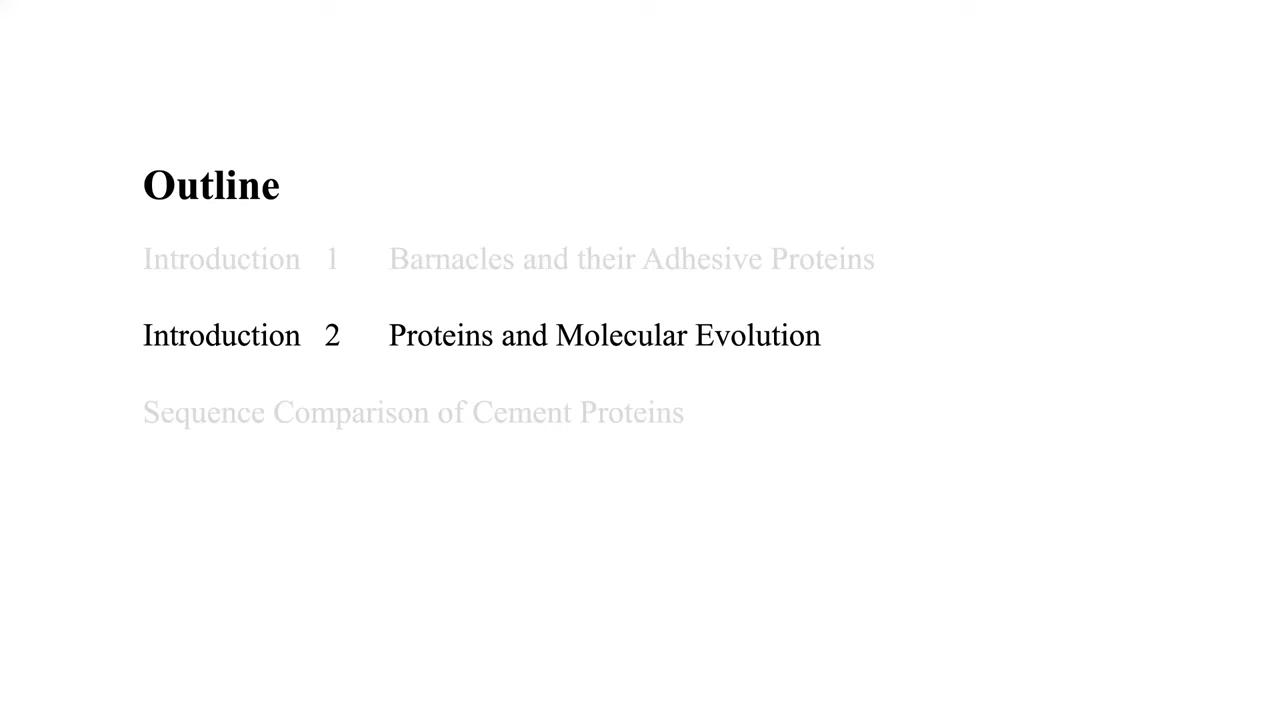 Outline
Introduction 1 Barnacles and their Adhesive Proteins
Introduction 2 Proteins and Molecular Evolution
Sequence Comparison of Cement Proteins